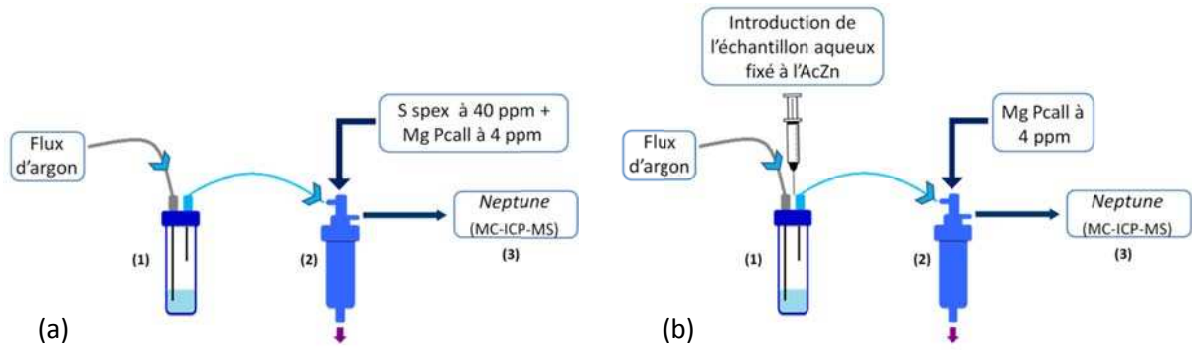 S spex à 40 ppm +
Mg Pcall à 4 ppm
Flux
d'argon
Neptune
(MC-ICP-MS)
(1)
(2)
(3)
(a)
Introduction de
l'échantillon aqueux
fixé à l'AcZn
Mg Pcall à
4 ppm
Flux
d'argon
Neptune
(MC-ICP-MS)
(1)
(2)
(3)
(b)